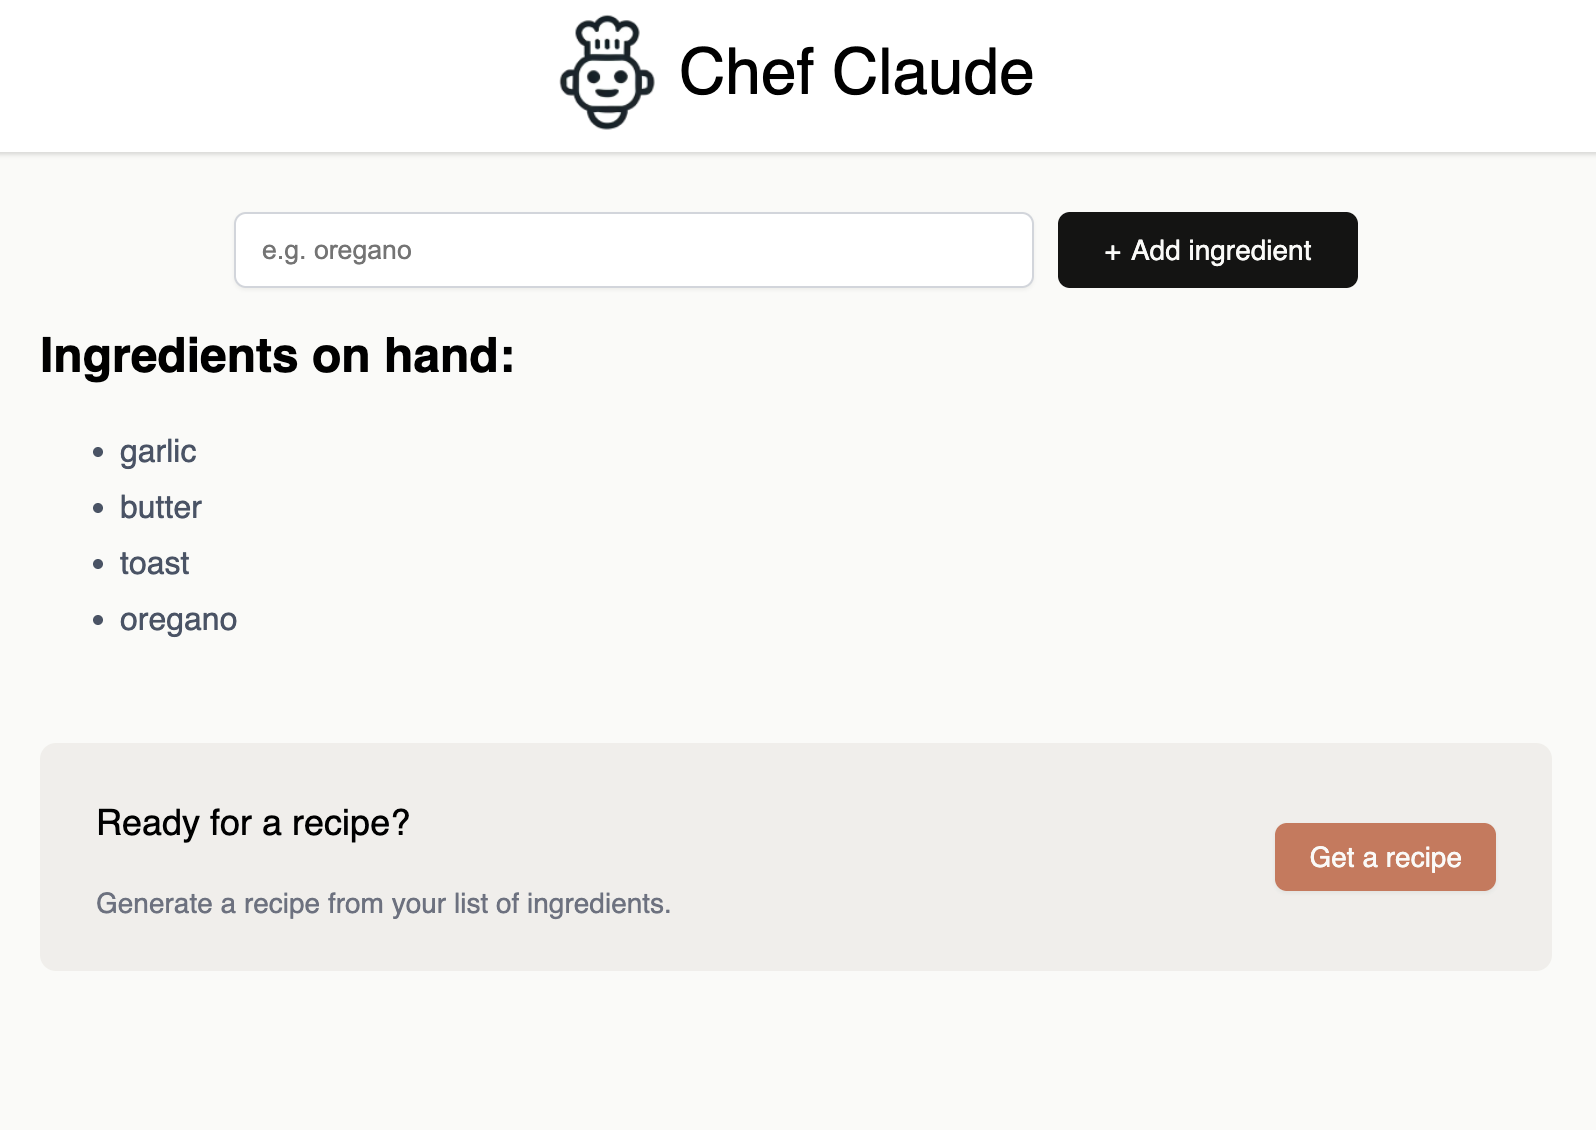 Chef Claude
e.g. oregano
+ Add ingredient
Ingredients on hand:
• garlic
• butter
• toast
• oregano
Ready for a recipe?
Get a recipe
Generate a recipe from your list of ingredients.